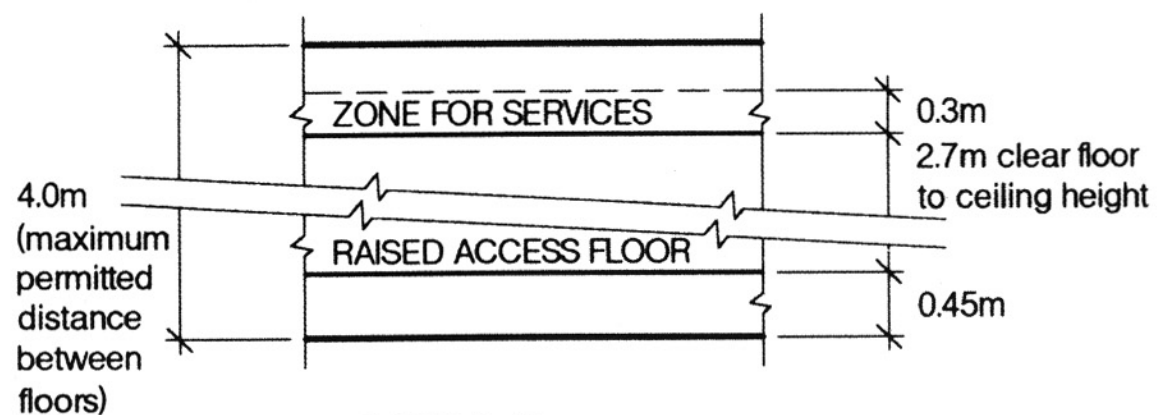 ZONE FOR SERVICES
0.3m
2.7m clear floor
to ceiling height
4.0m
(maximum
permitted
distance
between
floors)
RAISED ACCESS FLOOR
0.45m